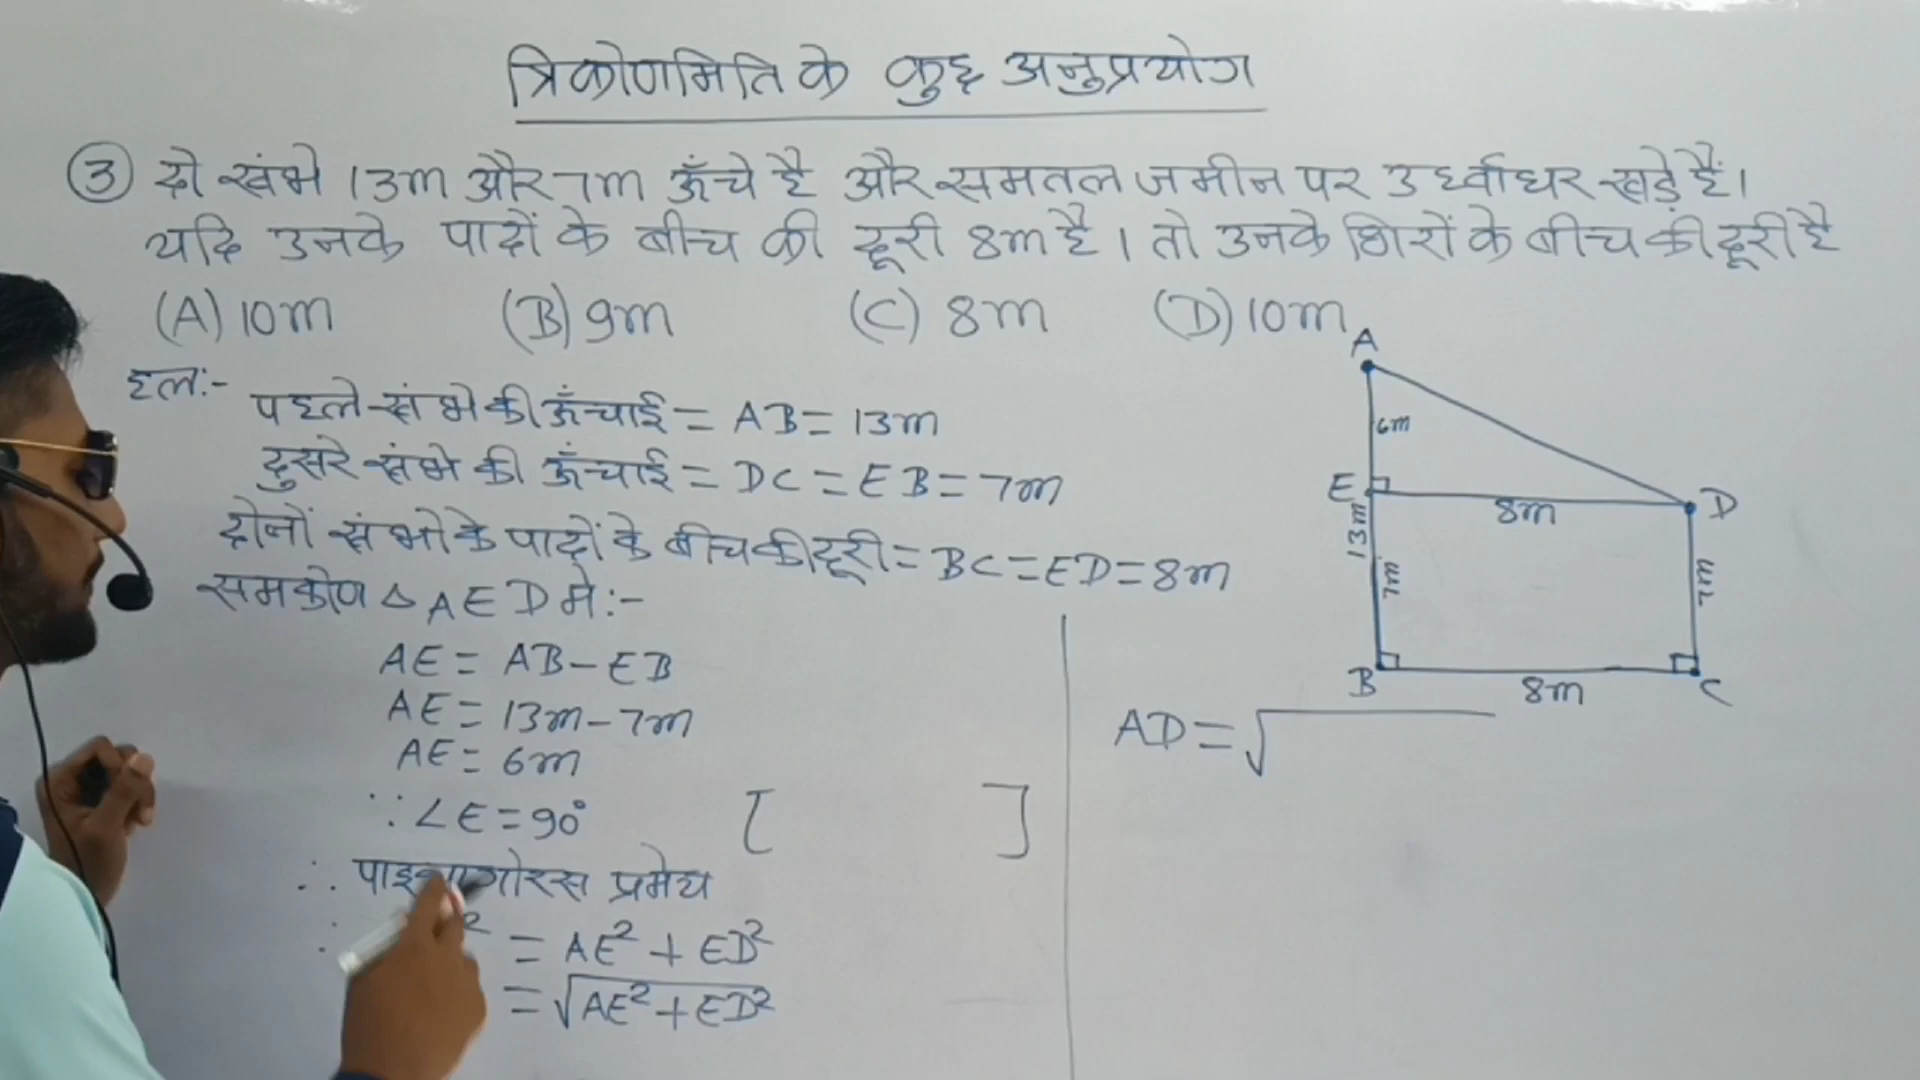 त्रिकोणमिति के कुछ अनुप्रयोग
③ दो खंभे 13m और 7m ऊँचे है और समतल जमीन पर उर्ध्वाधर खड़े हैं।
यदि उनके पादों के बीच की दूरी 8m है। तो उनके शिरों के बीच की दूरी है
(A) 10m (B) 9m (C) 8m (D) 10m
हल:-
पहले खंभे की ऊँचाई = AB = 13m
दुसरे खंभे की ऊँचाई = DC = EB = 7m
दोनों खंभो के पादों के बीच की दूरी = BC = ED = 8m
समकोण △ AED मे:-
AE = AB - EB
AE = 13m - 7m
AE = 6m
∵ ∠E = 90° [ ]
∴ प्रमेय
² = AE² + ED²
= √AE² + ED²
A
6m
E
8m
D
13m
7m
7m
B
8m
C
AD = √